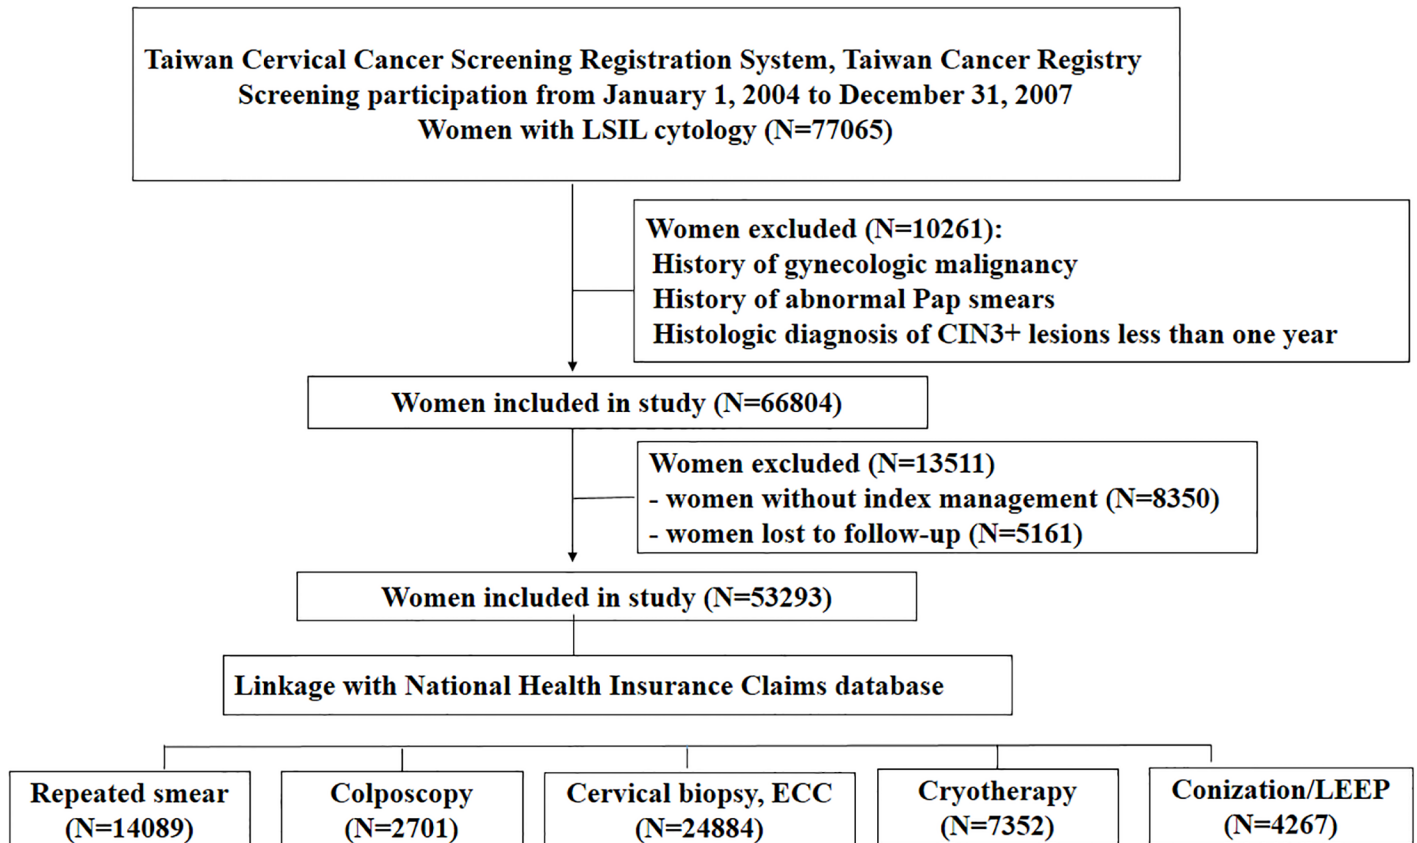 Taiwan Cervical Cancer Screening Registration System, Taiwan Cancer Registry
Screening participation from January 1, 2004 to December 31, 2007
Women with LSIL cytology (N=77065)
Women excluded (N=10261):
History of gynecologic malignancy
History of abnormal Pap smears
Histologic diagnosis of CIN3+ lesions less than one year
Women included in study (N=66804)
Women excluded (N=13511)
- women without index management (N=8350)
- women lost to follow-up (N=5161)
Women included in study (N=53293)
Linkage with National Health Insurance Claims database
Repeated smear
(N=14089)
Colposcopy
(N=2701)
Cervical biopsy, ECC
(N=24884)
Cryotherapy
(N=7352)
Conization/LEEP
(N=4267)